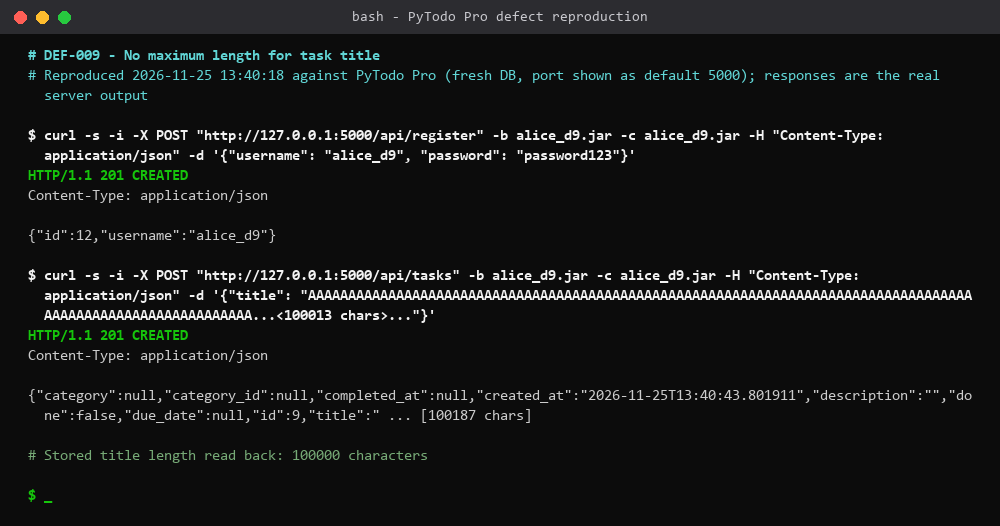 bash - PyTodo Pro defect reproduction
# DEF-009 - No maximum length for task title
# Reproduced 2026-11-25 13:40:18 against PyTodo Pro (fresh DB, port shown as default 5000); responses are the real
server output
$ curl -s -i -X POST "http://127.0.0.1:5000/api/register" -b alice_d9.jar -c alice_d9.jar -H "Content-Type:
application/json" -d '{"username": "alice_d9", "password": "password123"}'
HTTP/1.1 201 CREATED
Content-Type: application/json
{"id":12,"username":"alice_d9"}
$ curl -s -i -X POST "http://127.0.0.1:5000/api/tasks" -b alice_d9.jar -c alice_d9.jar -H "Content-Type:
application/json" -d '{"title": "AAAAAAAAAAAAAAAAAAAAAAAAAAAAAAAAAAAAAAAAAAAAAAAAAAAAAAAAAAAAAAAAAAAAAAAAAAAAAAAAAAA
AAAAAAAAAAAAAAAAAAAAAAAAAA...<100013 chars>..."}'
HTTP/1.1 201 CREATED
Content-Type: application/json
{"category":null,"category_id":null,"completed_at":null,"created_at":"2026-11-25T13:40:43.801911","description":"","do
ne":false,"due_date":null,"id":9,"title":" ... [100187 chars]
# Stored title length read back: 100000 characters
$ _